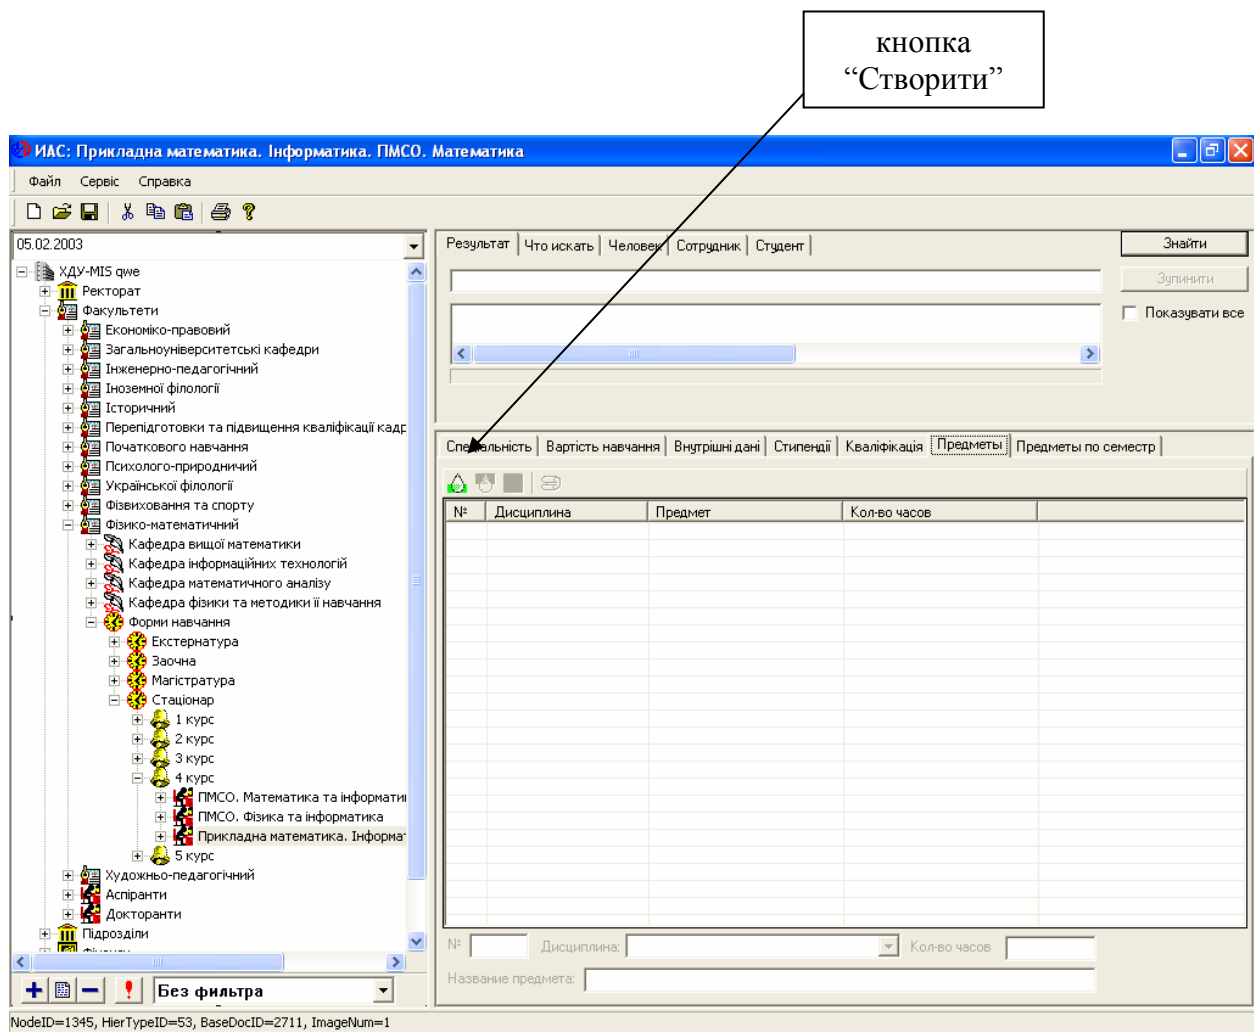 кнопка
“Створити”
ИАС: Прикладна математика. Інформатика. ПМСО. Математика
Файл Сервіс Справка
05.02.2003
ХДУ-MIS qwe
Ректорат
Факультети
Економіко-правовий
Загальноуніверситетські кафедри
Інженерно-педагогічний
Іноземної філології
Історичний
Перепідготовки та підвищення кваліфікації кадр
Початкового навчання
Психолого-природничий
Української філології
Фізвиховання та спорту
Фізико-математичний
Кафедра вищої математики
Кафедра інформаційних технологій
Кафедра математичного аналізу
Кафедра фізики та методики її навчання
Форми навчання
Екстернатура
Заочна
Магістратура
Стаціонар
1 курс
2 курс
3 курс
4 курс
ПМСО. Математика та інформати
ПМСО. Фізика та інформатика
Прикладна математика. Інформат
5 курс
Художньо-педагогічний
Аспіранти
Докторанти
Підрозділи
Без фильтра
Результат Что искать Человек Сотрудник Студент
Знайти
Зупинити
Показувати все
Спеціальність Вартість навчання Внутрішні дані Стипендії Кваліфікація Предметы Предметы по семестр
№ Дисциплина Предмет Кол-во часов
№ Дисциплина: Кол-во часов
Название предмета:
NodeID=1345, HierTypeID=53, BaseDocID=2711, ImageNum=1